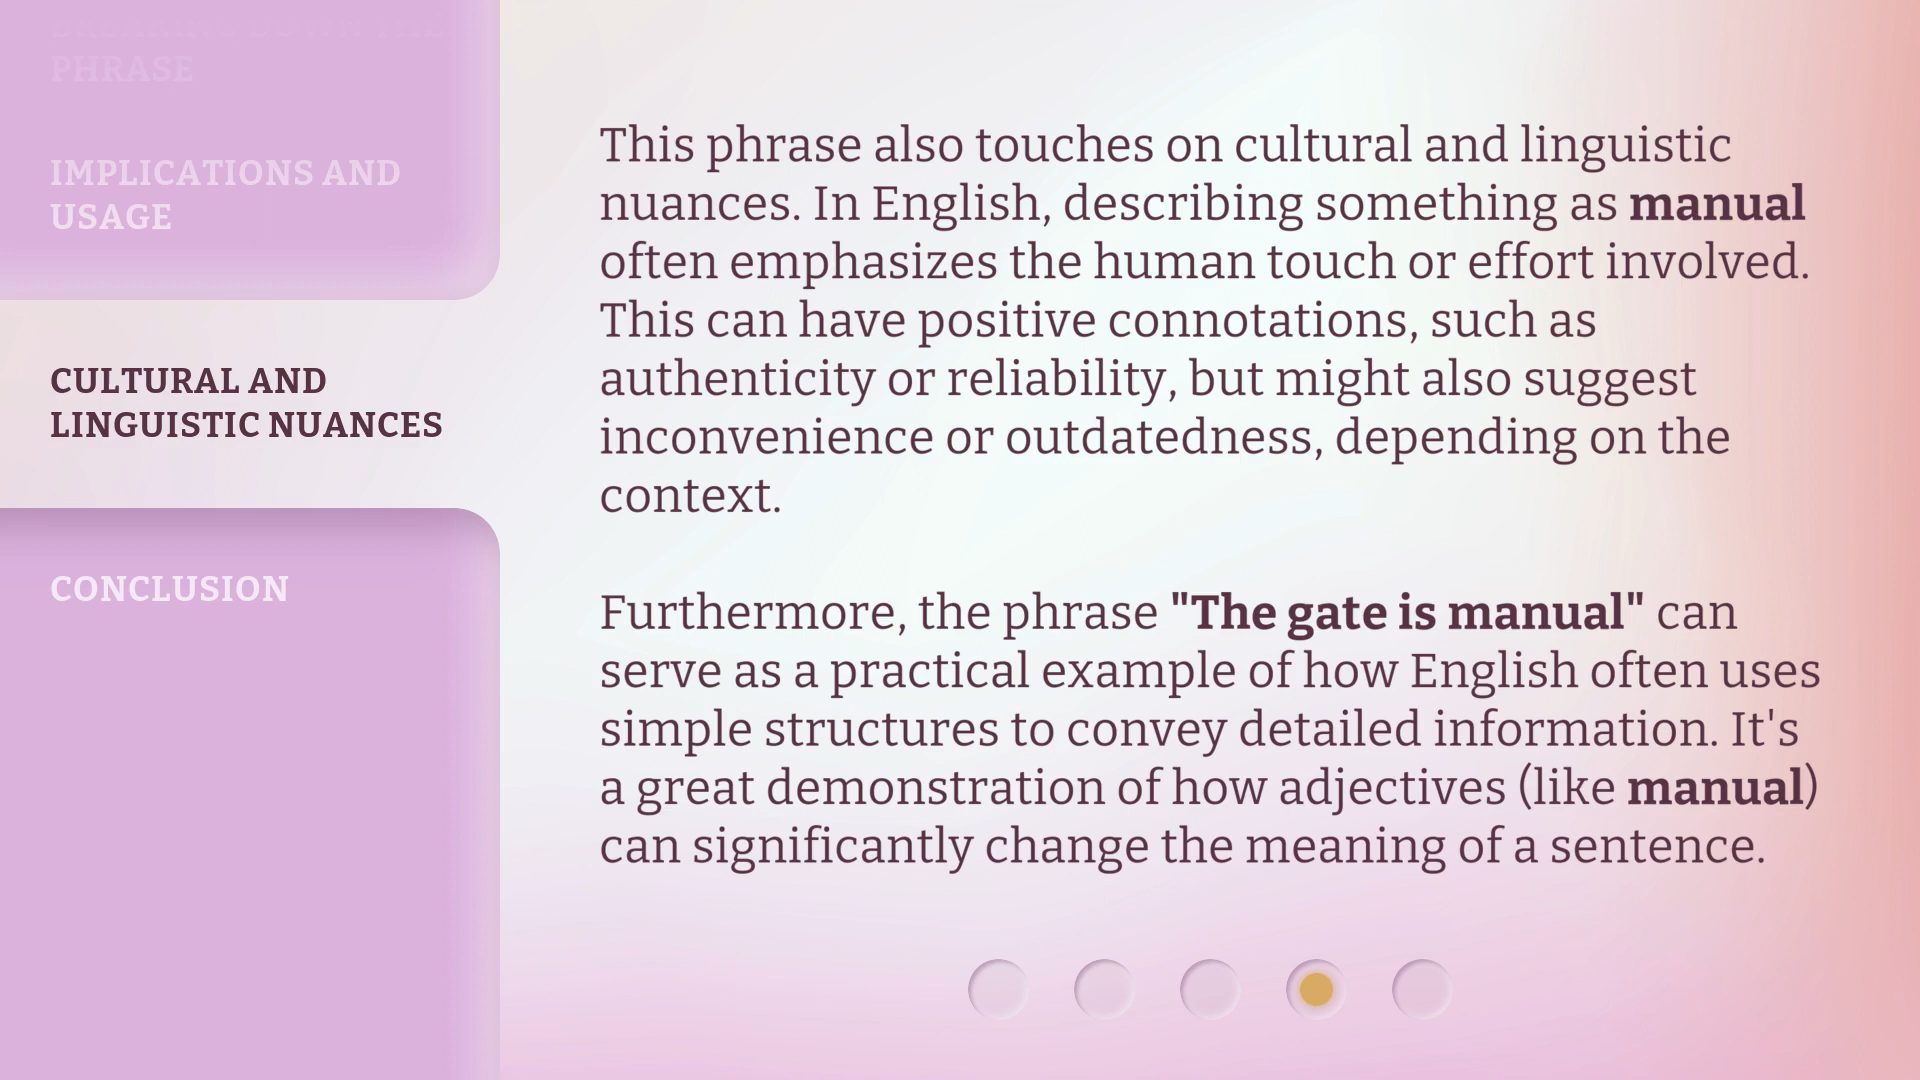 PHRASE
IMPLICATIONS AND
USAGE
CULTURAL AND
LINGUISTIC NUANCES
CONCLUSION
This phrase also touches on cultural and linguistic
nuances. In English, describing something as manual
often emphasizes the human touch or effort involved.
This can have positive connotations, such as
authenticity or reliability, but might also suggest
inconvenience or outdatedness, depending on the
context.
Furthermore, the phrase "The gate is manual" can
serve as a practical example of how English often uses
simple structures to convey detailed information. It's
a great demonstration of how adjectives (like manual)
can significantly change the meaning of a sentence.